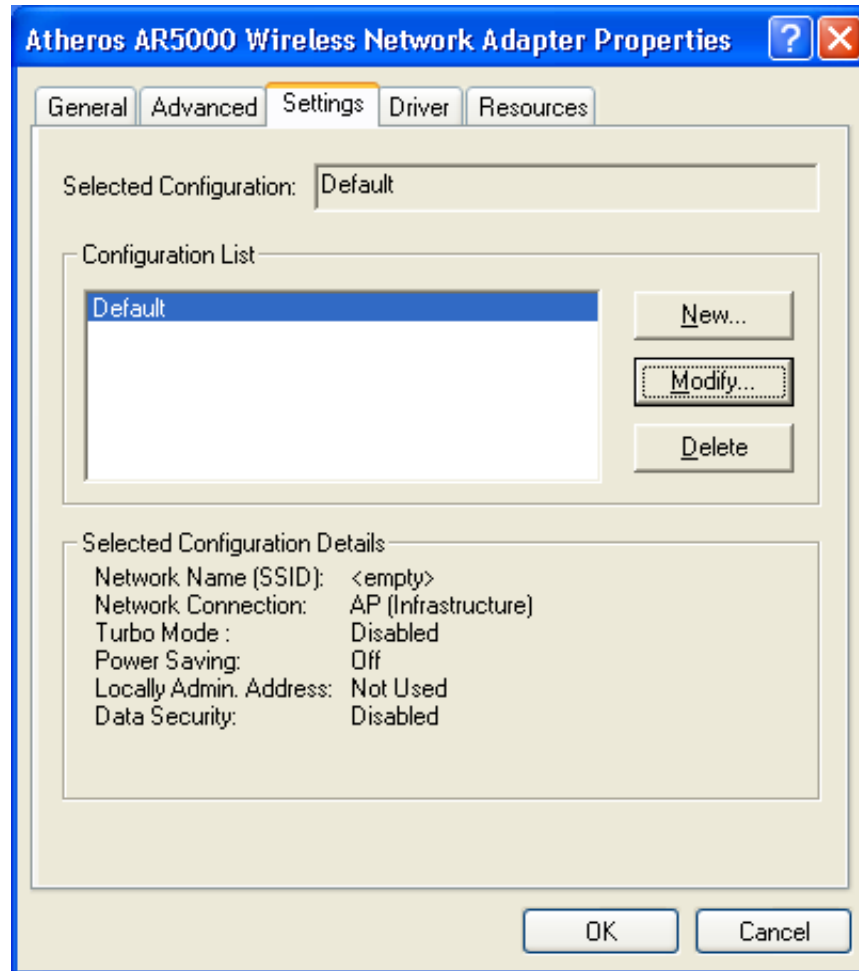 Atheros AR5000 Wireless Network Adapter Properties
General Advanced Settings Driver Resources
Selected Configuration: Default
Configuration List
Default
New...
Modify...
Delete
Selected Configuration Details
Network Name (SSID): <empty>
Network Connection: AP (Infrastructure)
Turbo Mode : Disabled
Power Saving: Off
Locally Admin. Address: Not Used
Data Security: Disabled
OK Cancel